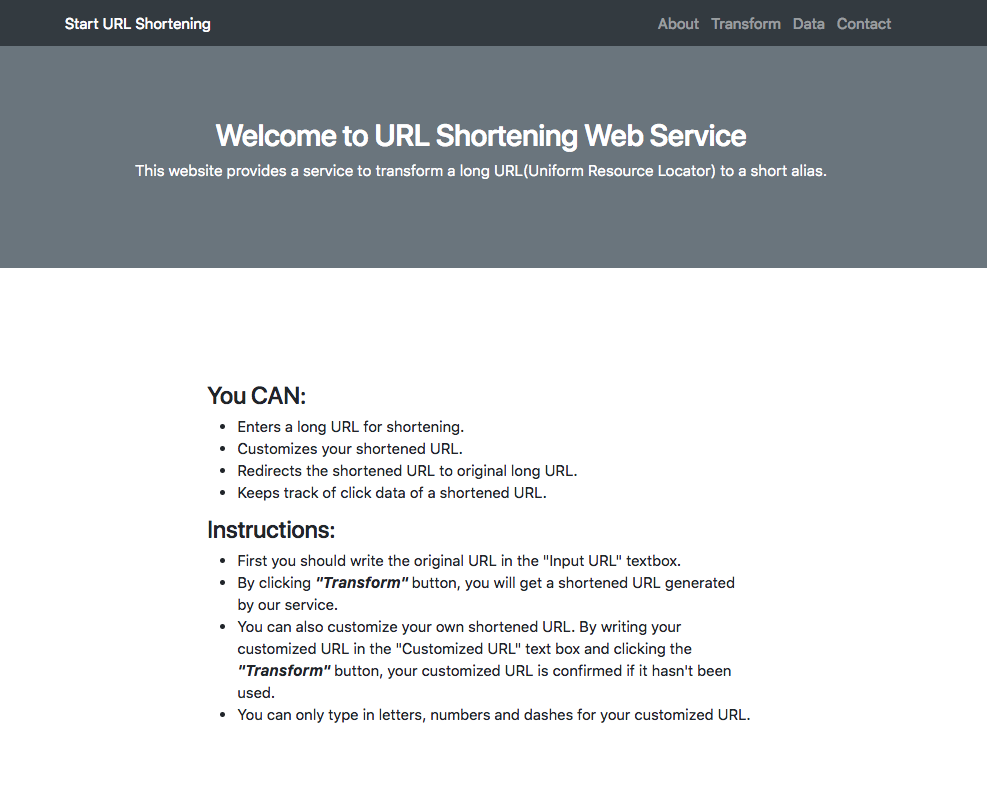 Start URL Shortening About Transform Data Contact
Welcome to URL Shortening Web Service
This website provides a service to transform a long URL(Uniform Resource Locator) to a short alias.
You CAN:
• Enters a long URL for shortening.
• Customizes your shortened URL.
• Redirects the shortened URL to original long URL.
• Keeps track of click data of a shortened URL.
Instructions:
• First you should write the original URL in the "Input URL" textbox.
• By clicking "Transform" button, you will get a shortened URL generated
by our service.
• You can also customize your own shortened URL. By writing your
customized URL in the "Customized URL" text box and clicking the
"Transform" button, your customized URL is confirmed if it hasn't been
used.
• You can only type in letters, numbers and dashes for your customized URL.